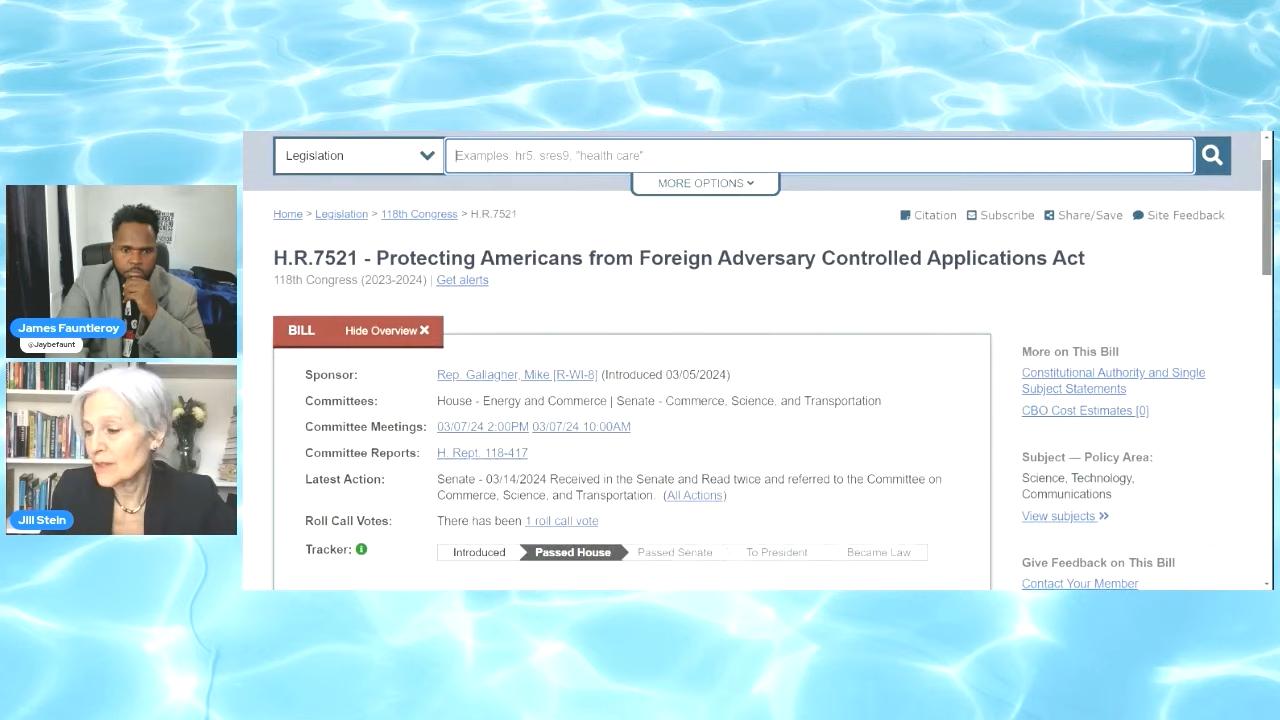 Legislation
Examples: hr5, sres9, "health care"
MORE OPTIONS
Home > Legislation > 118th Congress > H.R.7521
Citation Subscribe Share/Save Site Feedback
H.R.7521 - Protecting Americans from Foreign Adversary Controlled Applications Act
118th Congress (2023-2024) | Get alerts
BILL Hide Overview ×
Sponsor: Rep. Gallagher, Mike [R-WI-8] (Introduced 03/05/2024)
Committees: House - Energy and Commerce | Senate - Commerce, Science, and Transportation
Committee Meetings: 03/07/24 2:00PM 03/07/24 10:00AM
Committee Reports: H. Rept. 118-417
Latest Action: Senate - 03/14/2024 Received in the Senate and Read twice and referred to the Committee on
Commerce, Science, and Transportation. (All Actions)
Roll Call Votes: There has been 1 roll call vote
Tracker: Introduced Passed House Passed Senate To President Became Law
More on This Bill
Constitutional Authority and Single
Subject Statements
CBO Cost Estimates [0]
Subject — Policy Area:
Science, Technology,
Communications
View subjects
Give Feedback on This Bill
Contact Your Member
James Fauntleroy
@Jaybefaunt
Jill Stein